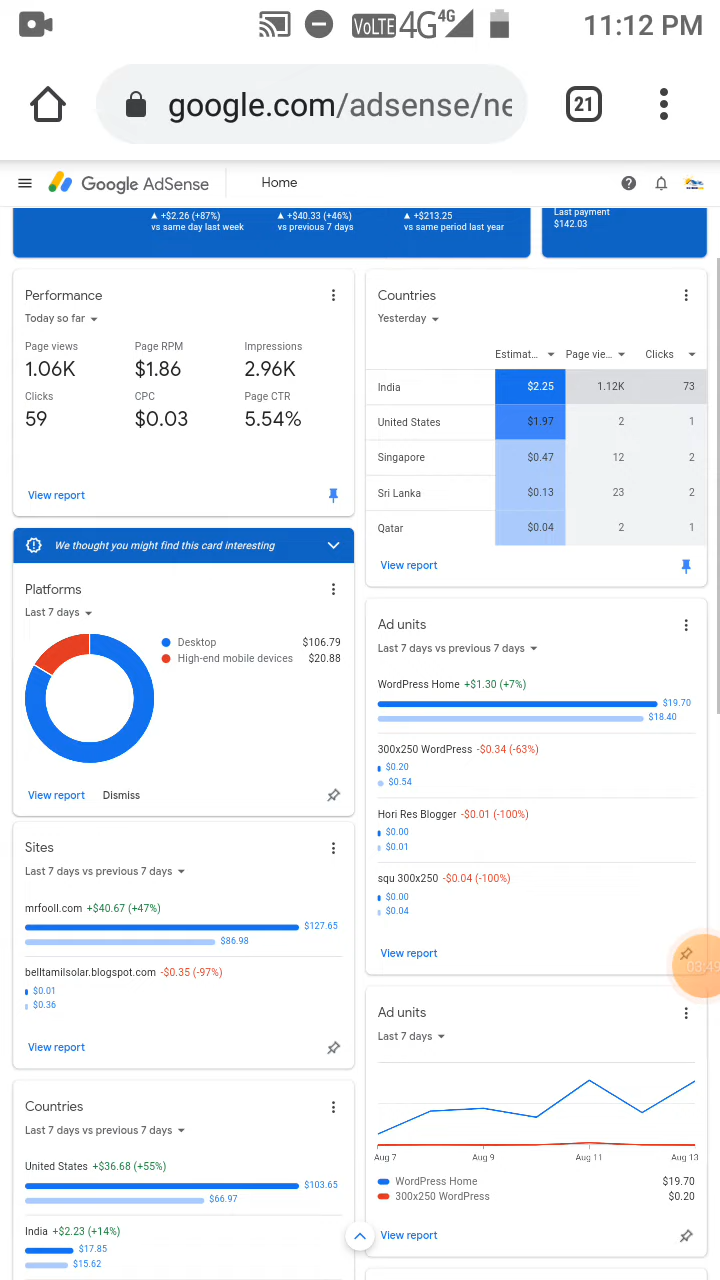 VoLTE 4G 4G 11:12 PM
google.com/adsense/ne
21
Google AdSense
Home
+$2.26 (+87%)
vs same day last week
+$40.33 (+46%)
vs previous 7 days
+$213.25
vs same period last year
Last payment
$142.03
Performance
Today so far
Page views Page RPM Impressions
1.06K $1.86 2.96K
Clicks CPC Page CTR
59 $0.03 5.54%
View report
Countries
Yesterday
Estimat... Page vie... Clicks
India $2.25 1.12K 73
United States $1.97 2 1
Singapore $0.47 12 2
Sri Lanka $0.13 23 2
Qatar $0.04 2 1
View report
We thought you might find this card interesting
Platforms
Last 7 days
Desktop $106.79
High-end mobile devices $20.88
View report Dismiss
Ad units
Last 7 days vs previous 7 days
WordPress Home +$1.30 (+7%)
$19.70
$18.40
300x250 WordPress -$0.34 (-63%)
$0.20
$0.54
Hori Res Blogger -$0.01 (-100%)
$0.00
$0.01
squ 300x250 -$0.04 (-100%)
$0.00
$0.04
View report
03:49
Sites
Last 7 days vs previous 7 days
mrfooll.com +$40.67 (+47%)
$127.65
$86.98
belltamilsolar.blogspot.com -$0.35 (-97%)
$0.01
$0.36
View report
Ad units
Last 7 days
Aug 7 Aug 9 Aug 11 Aug 13
WordPress Home $19.70
300x250 WordPress $0.20
View report
Countries
Last 7 days vs previous 7 days
United States +$36.68 (+55%)
$103.65
$66.97
India +$2.23 (+14%)
$17.85
$15.62